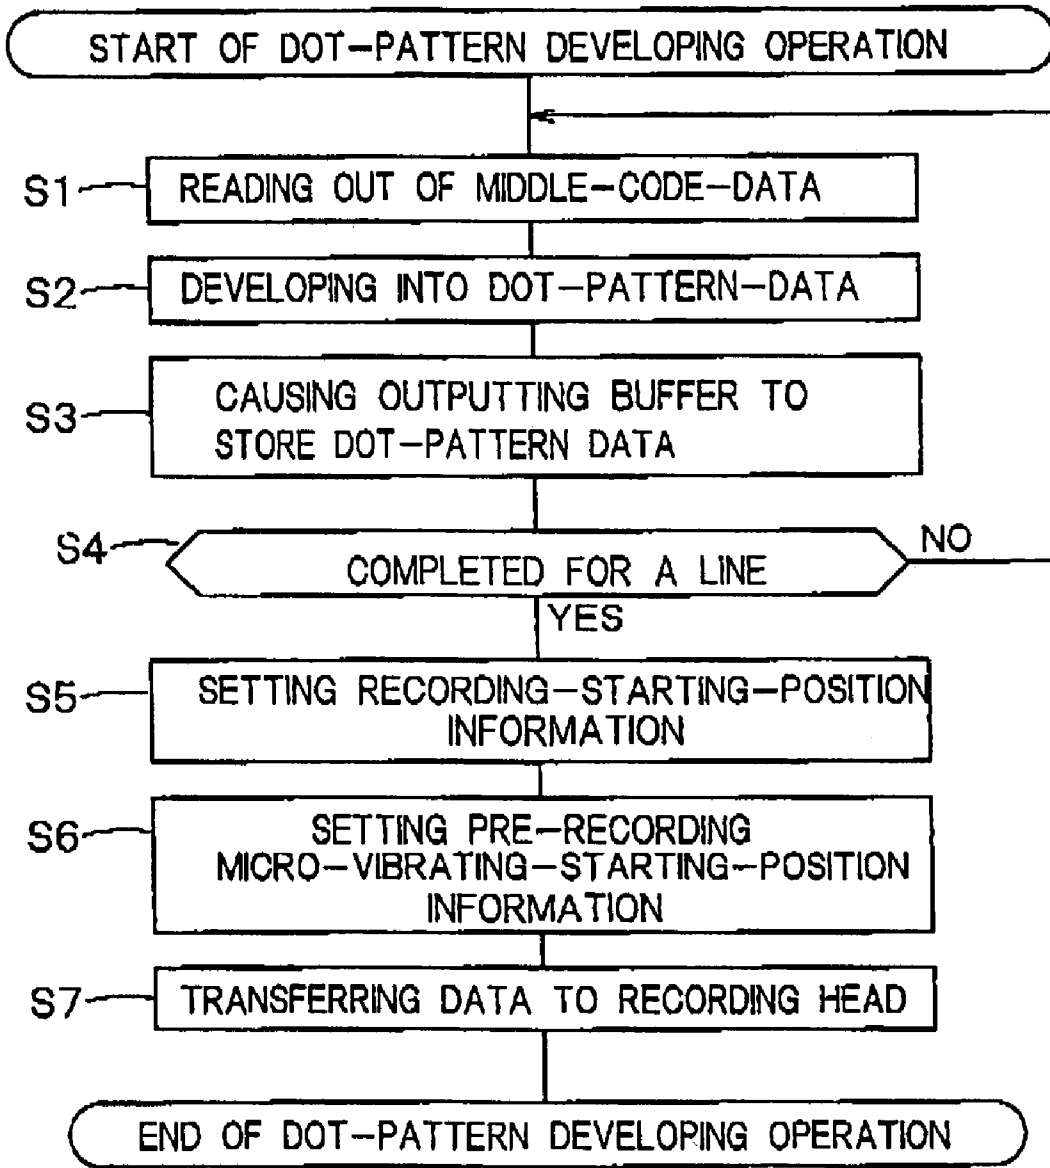 START OF DOT-PATTERN DEVELOPING OPERATION
S1 READING OUT OF MIDDLE-CODE-DATA
S2 DEVELOPING INTO DOT-PATTERN-DATA
S3 CAUSING OUTPUTTING BUFFER TO
STORE DOT-PATTERN DATA
S4 COMPLETED FOR A LINE NO
YES
S5 SETTING RECORDING-STARTING-POSITION
INFORMATION
S6 SETTING PRE-RECORDING
MICRO-VIBRATING-STARTING-POSITION
INFORMATION
S7 TRANSFERRING DATA TO RECORDING HEAD
END OF DOT-PATTERN DEVELOPING OPERATION